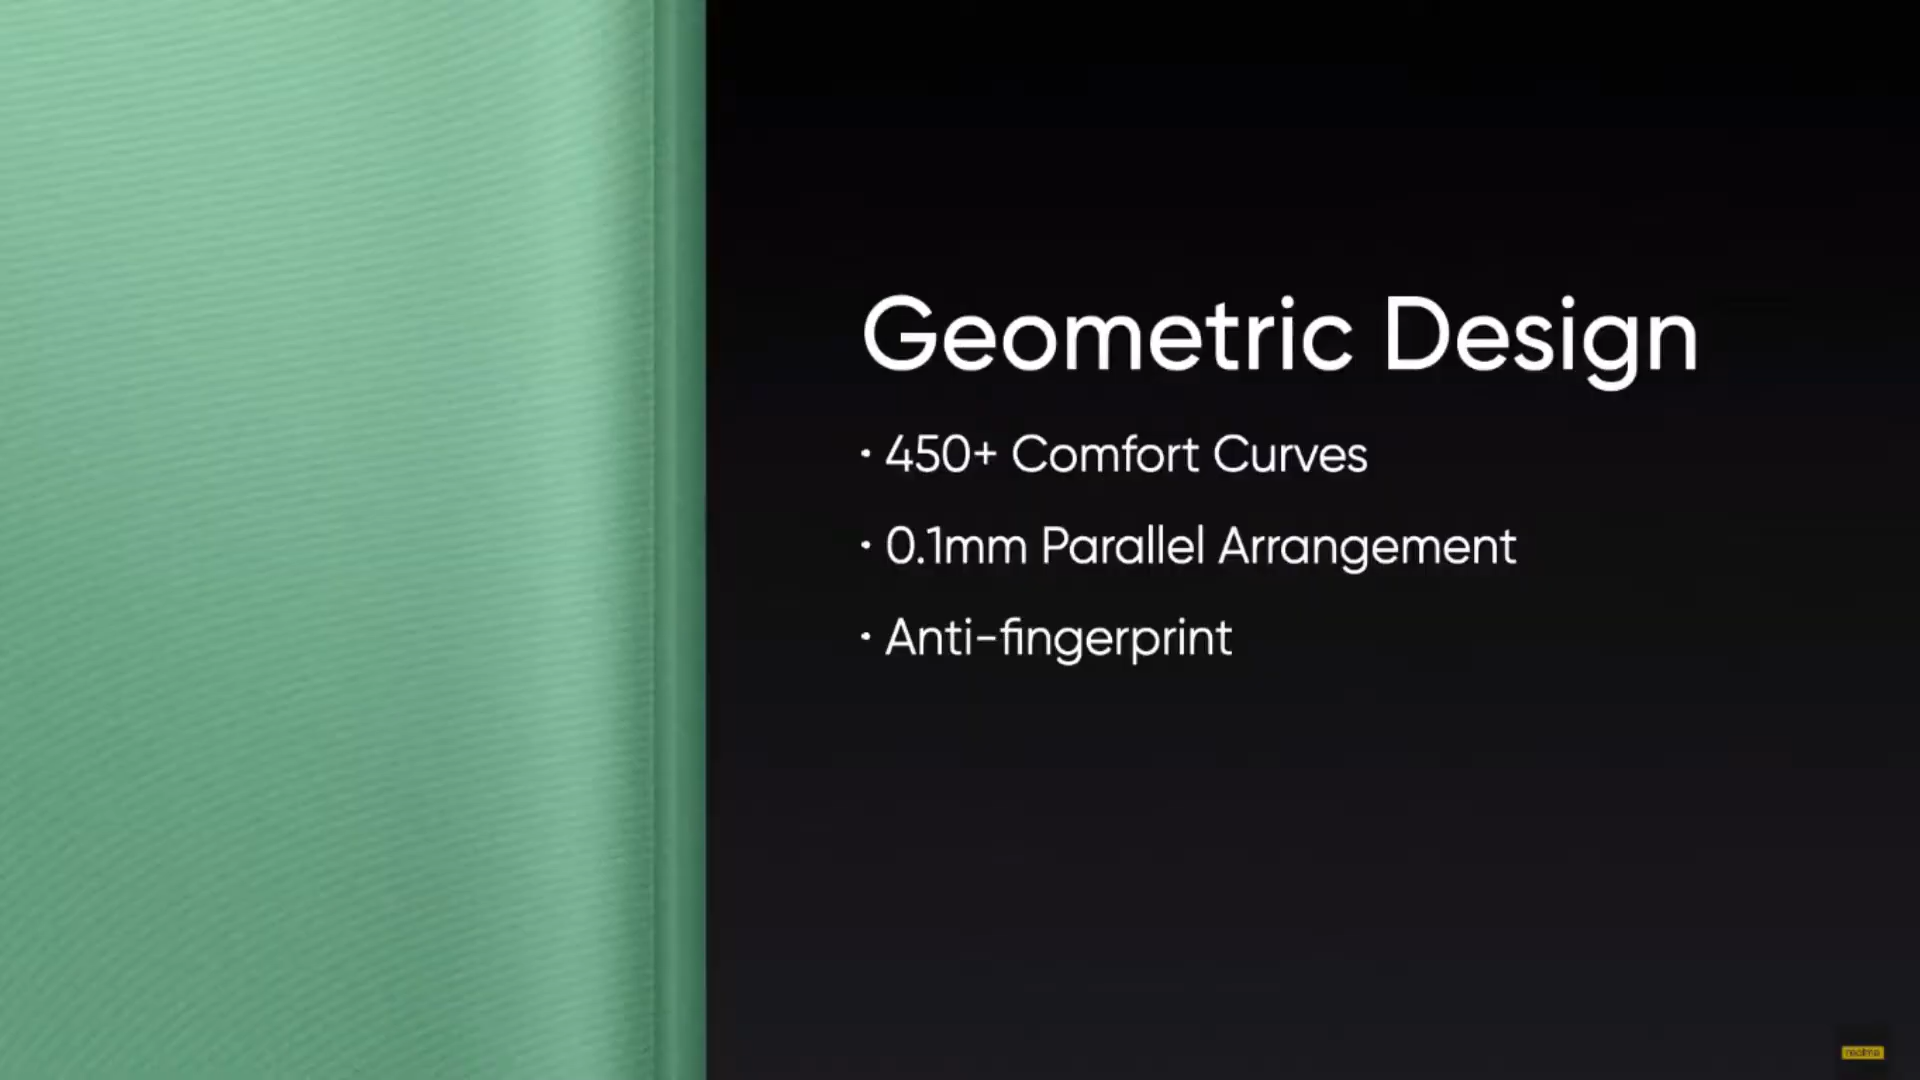 Geometric Design
· 450+ Comfort Curves
· 0.1mm Parallel Arrangement
· Anti-fingerprint
realme